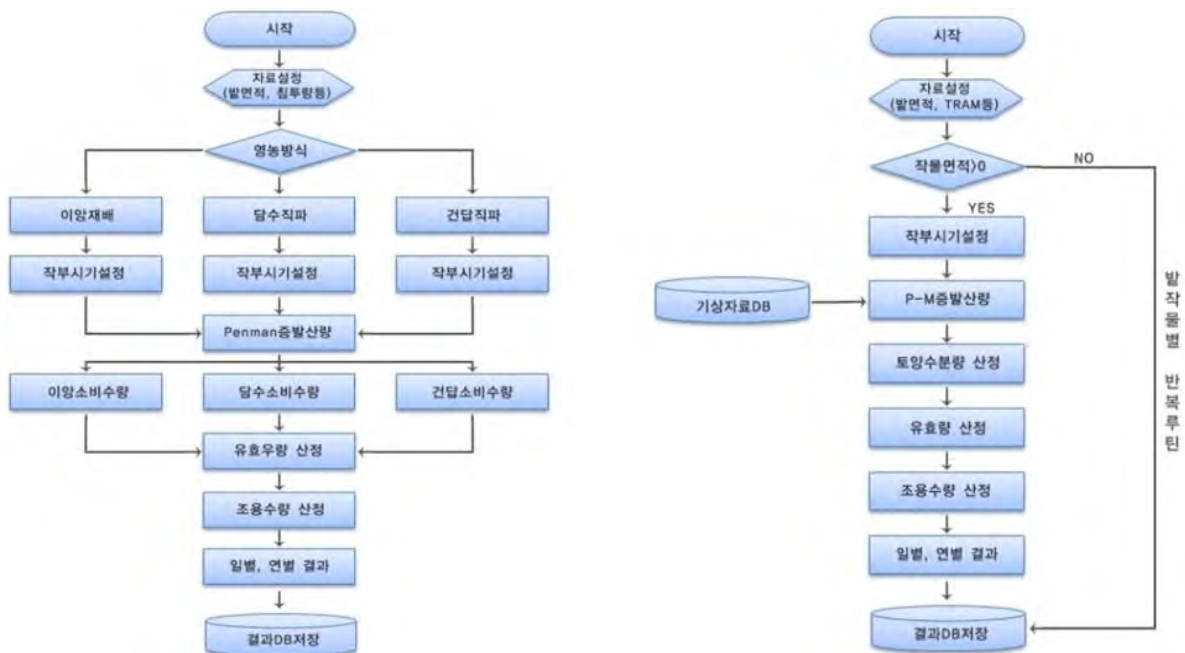 시작
자료설정
(밭면적, 침투량등)
영농방식
이앙재배
담수직파
건답직파
작부시기설정
작부시기설정
작부시기설정
Penman증발산량
이앙소비수량
담수소비수량
건답소비수량
유효우량 산정
조용수량 산정
일별, 연별 결과
결과DB저장
시작
자료설정
(밭면적, TRAM등)
작물면적>0
NO
YES
작부시기설정
기상자료DB
P-M증발산량
토양수분량 산정
유효량 산정
조용수량 산정
일별, 연별 결과
결과DB저장
밭작물별 반복루틴